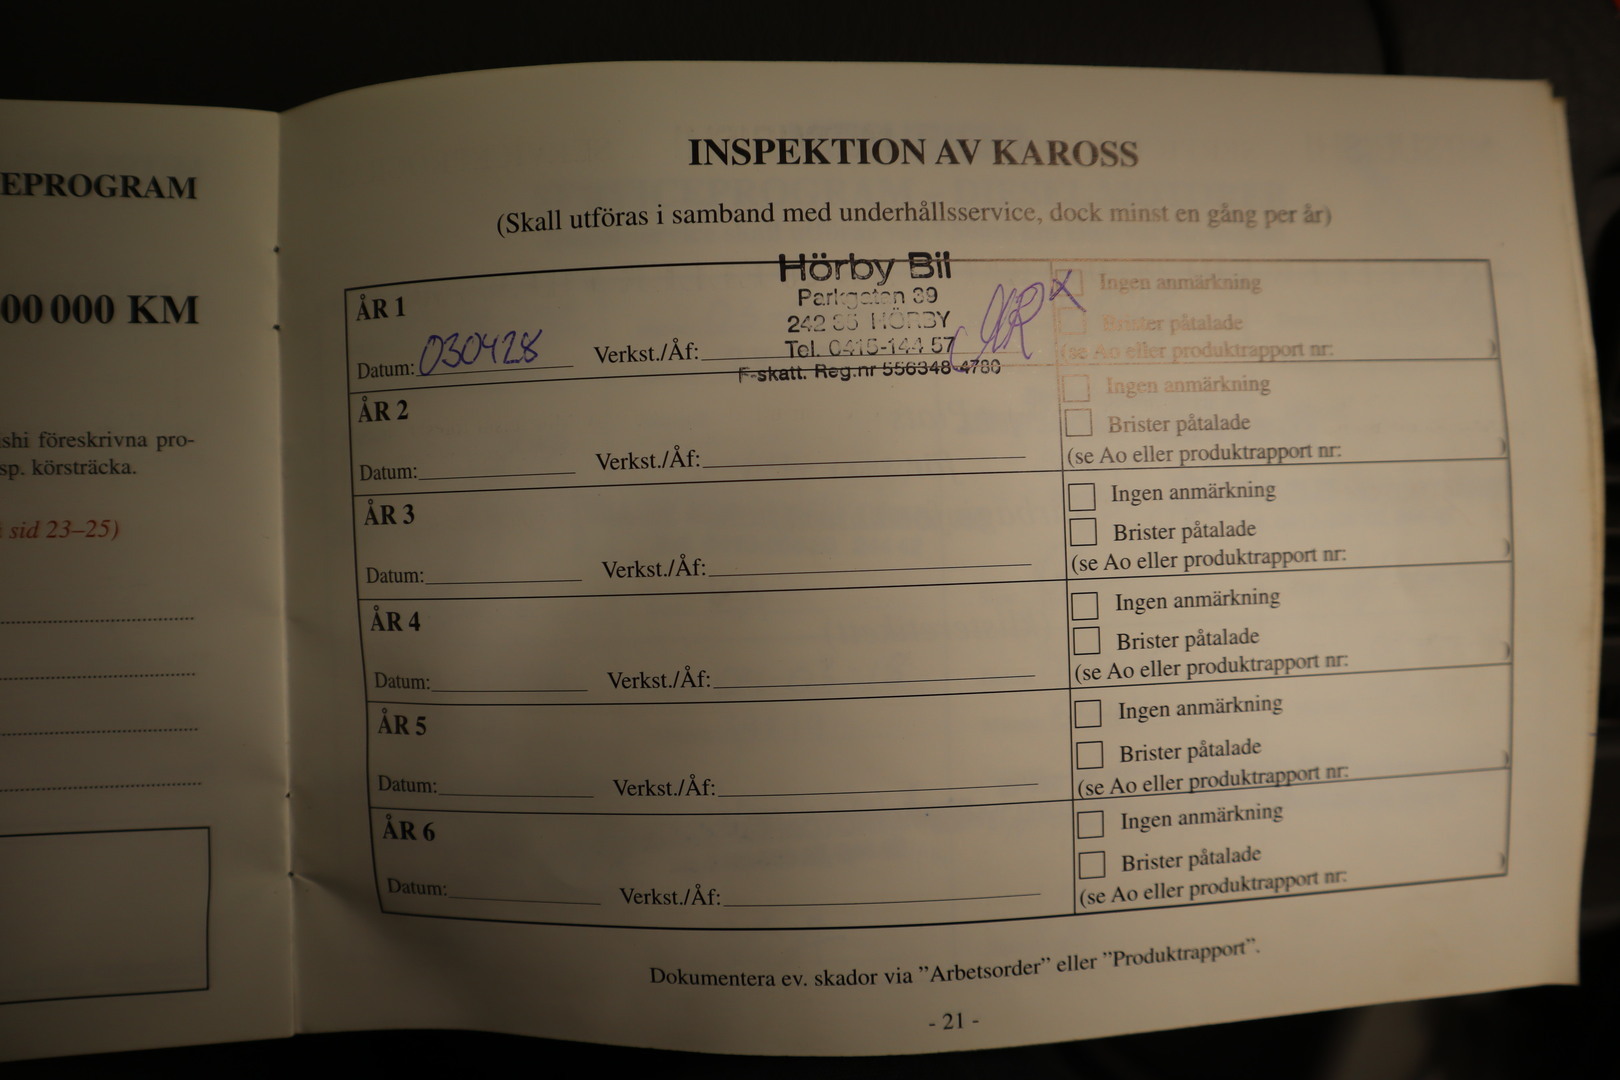 EPROGRAM
00 000 KM
shi föreskrivna pro-
sp. körsträcka.
sid 23–25)
INSPEKTION AV KAROSS
(Skall utföras i samband med underhållsservice, dock minst en gång per år)
ÅR 1
Datum: 030428
Verkst./Åf:
Hörby Bil
Parkgatan 39
242 35 HÖRBY
Tel. 0415-144 57
F-skatt. Reg.nr 556348-4780
X Ingen anmärkning
Brister påtalade
(se Ao eller produktrapport nr: )
ÅR 2
Datum: Verkst./Åf:
Ingen anmärkning
Brister påtalade
(se Ao eller produktrapport nr: )
ÅR 3
Datum: Verkst./Åf:
Ingen anmärkning
Brister påtalade
(se Ao eller produktrapport nr: )
ÅR 4
Datum: Verkst./Åf:
Ingen anmärkning
Brister påtalade
(se Ao eller produktrapport nr: )
ÅR 5
Datum: Verkst./Åf:
Ingen anmärkning
Brister påtalade
(se Ao eller produktrapport nr: )
ÅR 6
Datum: Verkst./Åf:
Ingen anmärkning
Brister påtalade
(se Ao eller produktrapport nr: )
Dokumentera ev. skador via ”Arbetsorder” eller ”Produktrapport”.
- 21 -